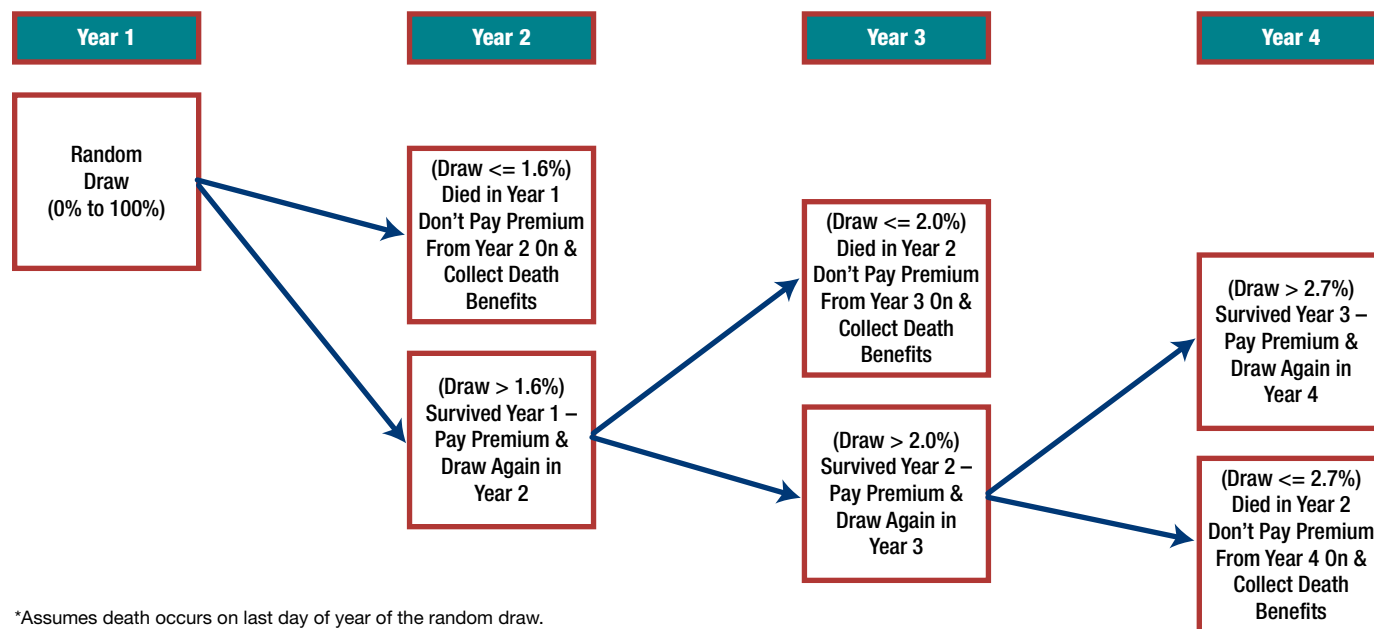 Year 1
Year 2
Year 3
Year 4
Random
Draw
(0% to 100%)
(Draw <= 1.6%)
Died in Year 1
Don't Pay Premium
From Year 2 On &
Collect Death
Benefits
(Draw > 1.6%)
Survived Year 1 –
Pay Premium &
Draw Again in
Year 2
(Draw <= 2.0%)
Died in Year 2
Don't Pay Premium
From Year 3 On &
Collect Death
Benefits
(Draw > 2.0%)
Survived Year 2 –
Pay Premium &
Draw Again in
Year 3
(Draw > 2.7%)
Survived Year 3 –
Pay Premium &
Draw Again in
Year 4
(Draw <= 2.7%)
Died in Year 2
Don't Pay Premium
From Year 4 On &
Collect Death
Benefits
*Assumes death occurs on last day of year of the random draw.